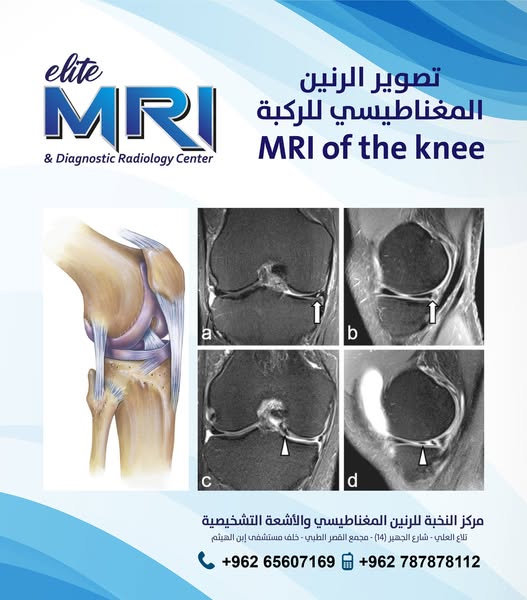 elite
MRI
& Diagnostic Radiology Center
تصوير الرنين
المغناطيسي للركبة
MRI of the knee
a
b
c
d
مركز النخبة للرنين المغناطيسي والأشعة التشخيصية
تلاع العلي - شارع الجهير (14) - مجمع القصر الطبي - خلف مستشفى إبن الهيثم
+962 65607169 +962 787878112